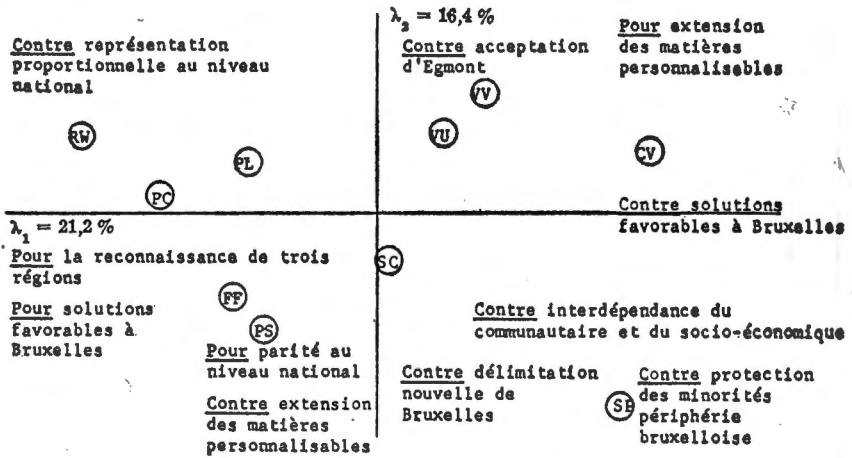 Contre représentation
proportionnelle au niveau
national
λ₂ = 16,4 %
Contre acceptation
d'Egmont
Pour extension
des matières
personnalisables
VV
RW
VU
PL
CV
PC
Contre solutions
favorables à Bruxelles
λ₁ = 21,2 %
Pour la reconnaissance de trois
régions
SC
FF
Pour solutions
favorables à
Bruxelles
PS
Pour parité au
niveau national
Contre extension
des matières
personnalisables
Contre interdépendance du
communautaire et du socio-économique
Contre délimitation
nouvelle de
Bruxelles
SB
Contre protection
des minorités
périphérie
bruxelloise